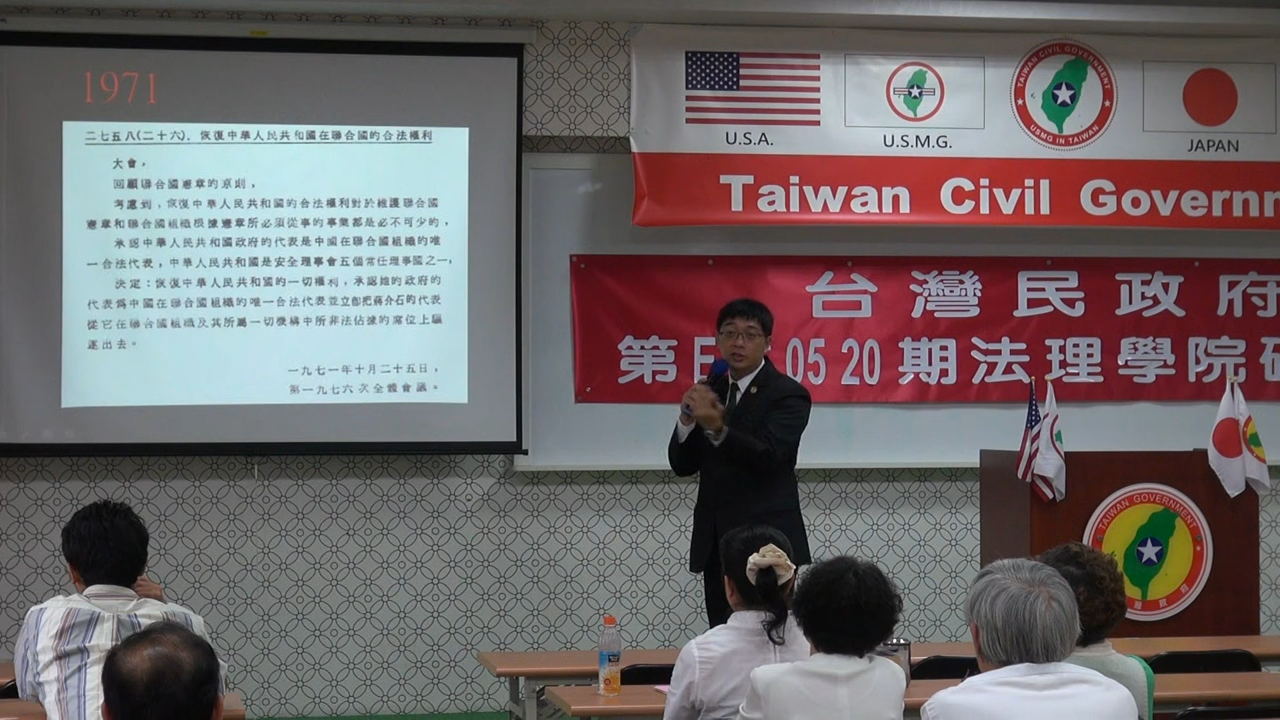 1971
二七五八(二十六). 恢復中華人民共和國在聯合國的合法權利
大會，
回顧聯合國憲章的原則，
考慮到，恢復中華人民共和國的合法權利對於維護聯合國
憲章和聯合國組織根據憲章所必須從事的事業都是必不可少的，
承認中華人民共和國政府的代表是中國在聯合國組織的唯
一合法代表，中華人民共和國是安全理事會五個常任理事國之一，
決定：恢復中華人民共和國的一切權利，承認她的政府的
代表為中國在聯合國組織的唯一合法代表並立即把蔣介石的代表
從它在聯合國組織及其所屬一切機構中所非法佔據的席位上驅
逐出去。
一九七一年十月二十五日，
第一九七六次全體會議。
U.S.A.
U.S.M.G.
TAIWAN CIVIL GOVERNMENT
USMG IN TAIWAN
JAPAN
Taiwan Civil Governm
台灣民政府
第E 05 20 期法理學院研
TAIWAN GOVERNMENT